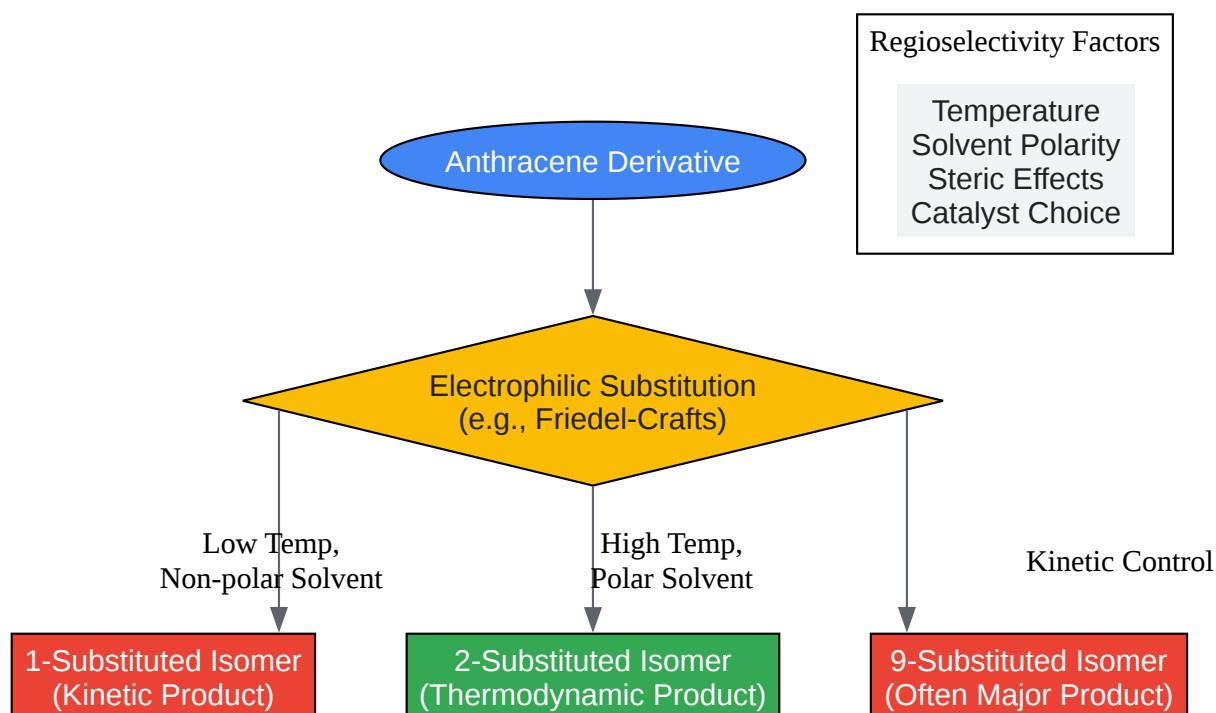 Regioselectivity Factors
Temperature
Solvent Polarity
Steric Effects
Catalyst Choice
Anthracene Derivative
Electrophilic Substitution
(e.g., Friedel-Crafts)
Low Temp,
Non-polar Solvent
High Temp,
Polar Solvent
Kinetic Control
1-Substituted Isomer
(Kinetic Product)
2-Substituted Isomer
(Thermodynamic Product)
9-Substituted Isomer
(Often Major Product)